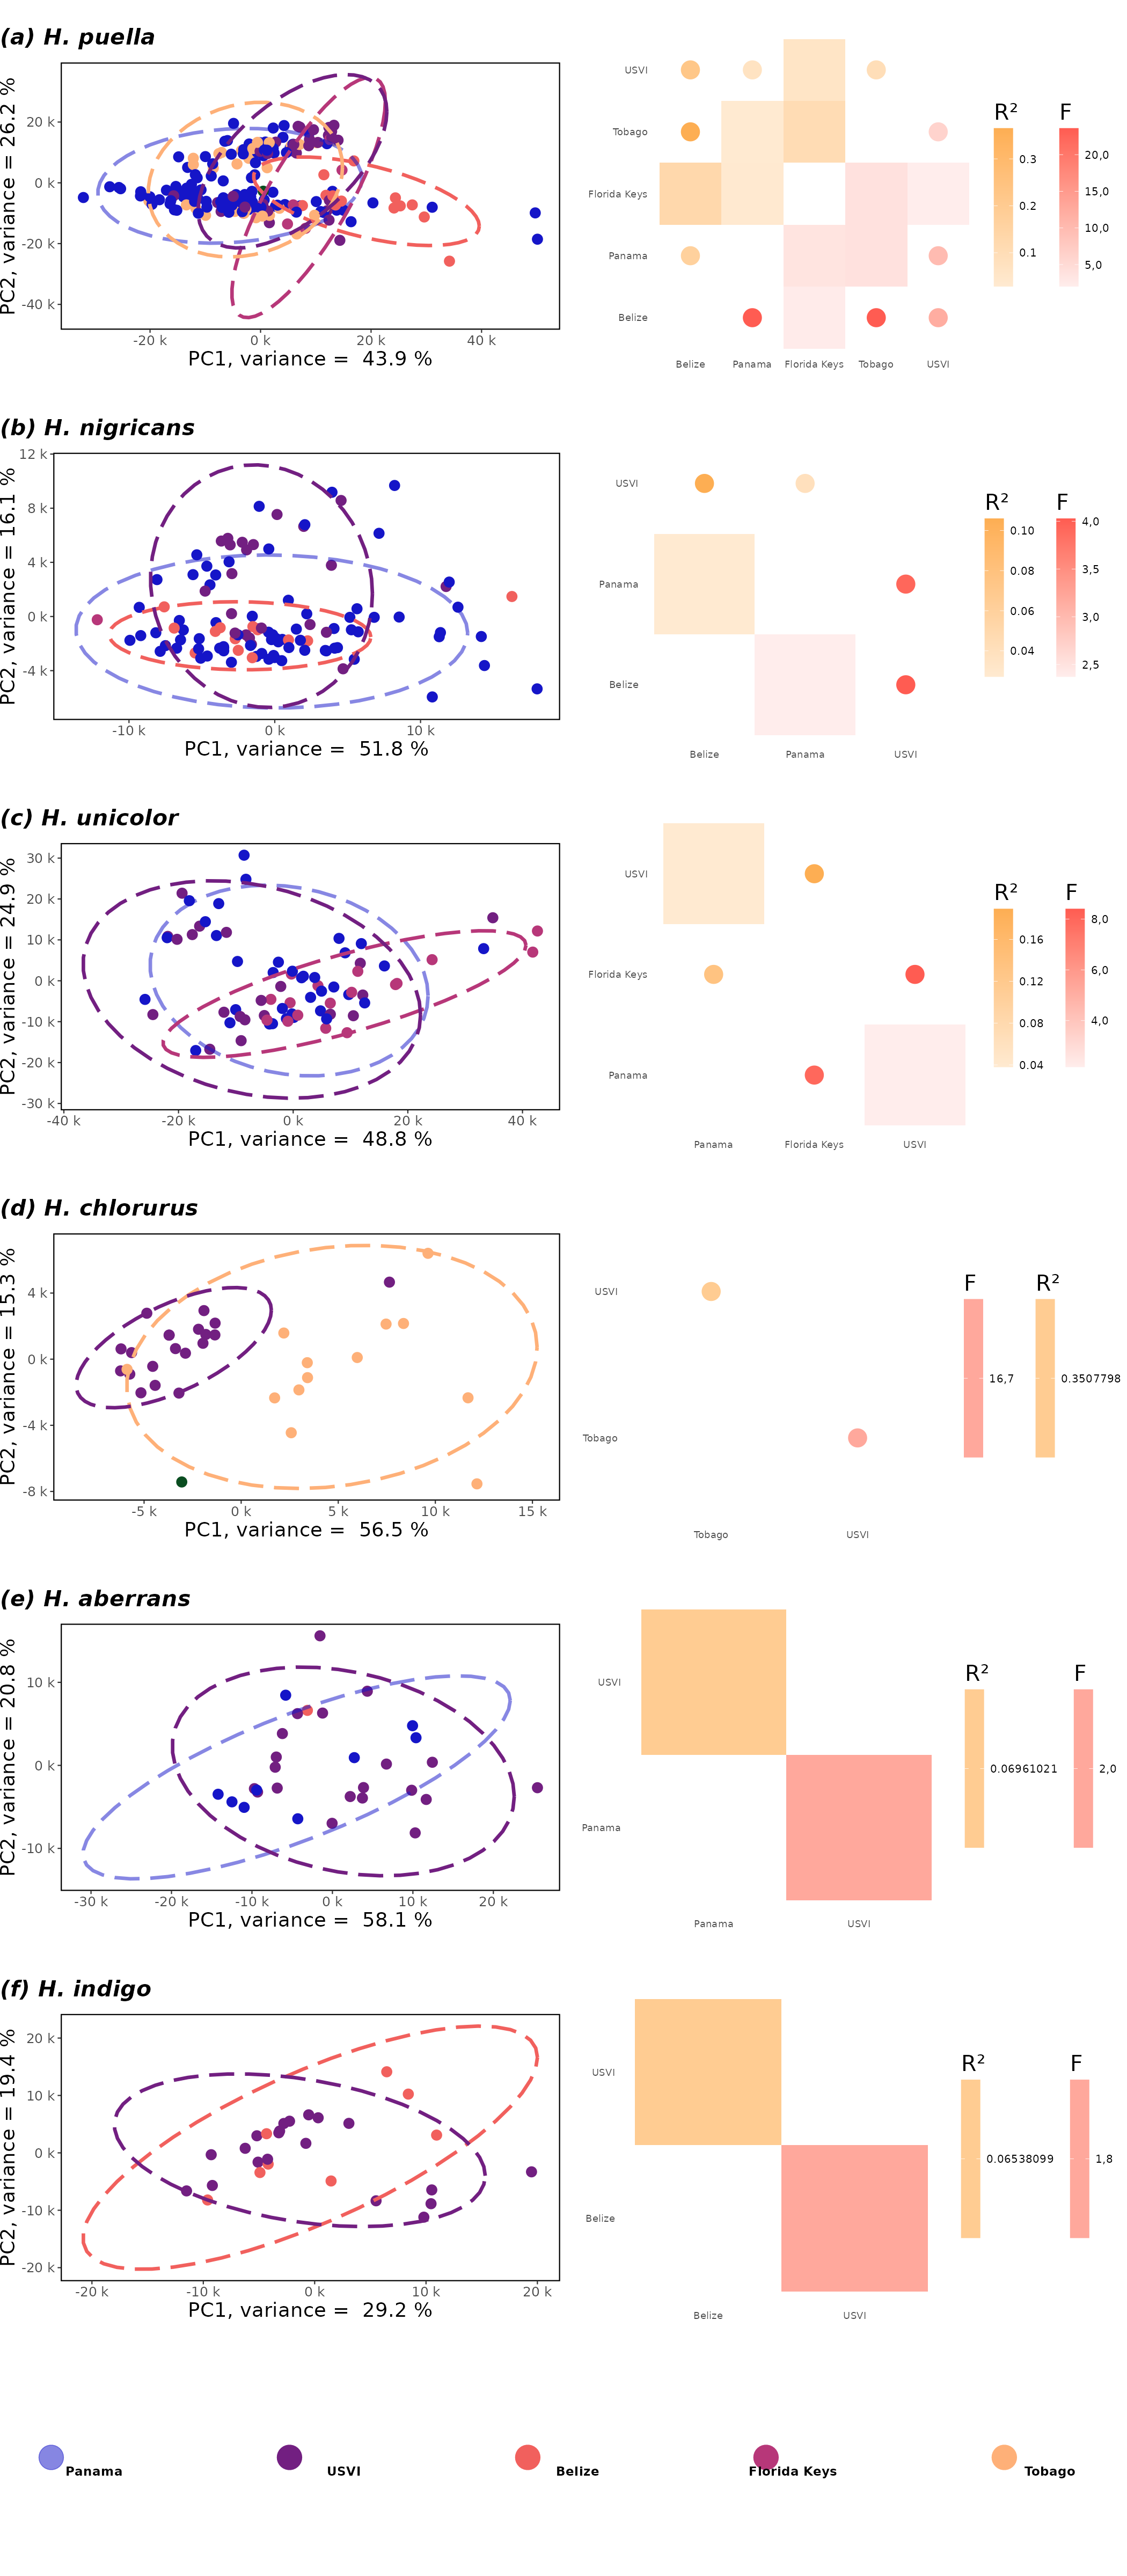 (a) H. puella
PC2, variance = 26.2 %
20 k
0 k
-20 k
-40 k
-20 k 0 k 20 k 40 k
PC1, variance = 43.9 %
USVI
Tobago
Florida Keys
Panama
Belize
Belize Panama Florida Keys Tobago USVI
R² F
0.3
0.2
0.1
20,0
15,0
10,0
5,0
(b) H. nigricans
PC2, variance = 16.1 %
12 k
8 k
4 k
0 k
-4 k
-10 k 0 k 10 k
PC1, variance = 51.8 %
USVI
Panama
Belize
Belize Panama USVI
R² F
0.10
0.08
0.06
0.04
4,0
3,5
3,0
2,5
(c) H. unicolor
PC2, variance = 24.9 %
30 k
20 k
10 k
0 k
-10 k
-20 k
-30 k
-40 k -20 k 0 k 20 k 40 k
PC1, variance = 48.8 %
USVI
Florida Keys
Panama
Panama Florida Keys USVI
R² F
0.16
0.12
0.08
0.04
8,0
6,0
4,0
(d) H. chlorurus
PC2, variance = 15.3 %
4 k
0 k
-4 k
-8 k
-5 k 0 k 5 k 10 k 15 k
PC1, variance = 56.5 %
USVI
Tobago
Tobago USVI
F R²
16,7 0.3507798
(e) H. aberrans
PC2, variance = 20.8 %
10 k
0 k
-10 k
-30 k -20 k -10 k 0 k 10 k 20 k
PC1, variance = 58.1 %
USVI
Panama
Panama USVI
R² F
0.06961021 2,0
(f) H. indigo
PC2, variance = 19.4 %
20 k
10 k
0 k
-10 k
-20 k
-20 k -10 k 0 k 10 k 20 k
PC1, variance = 29.2 %
USVI
Belize
Belize USVI
R² F
0.06538099 1,8
Panama USVI Belize Florida Keys Tobago